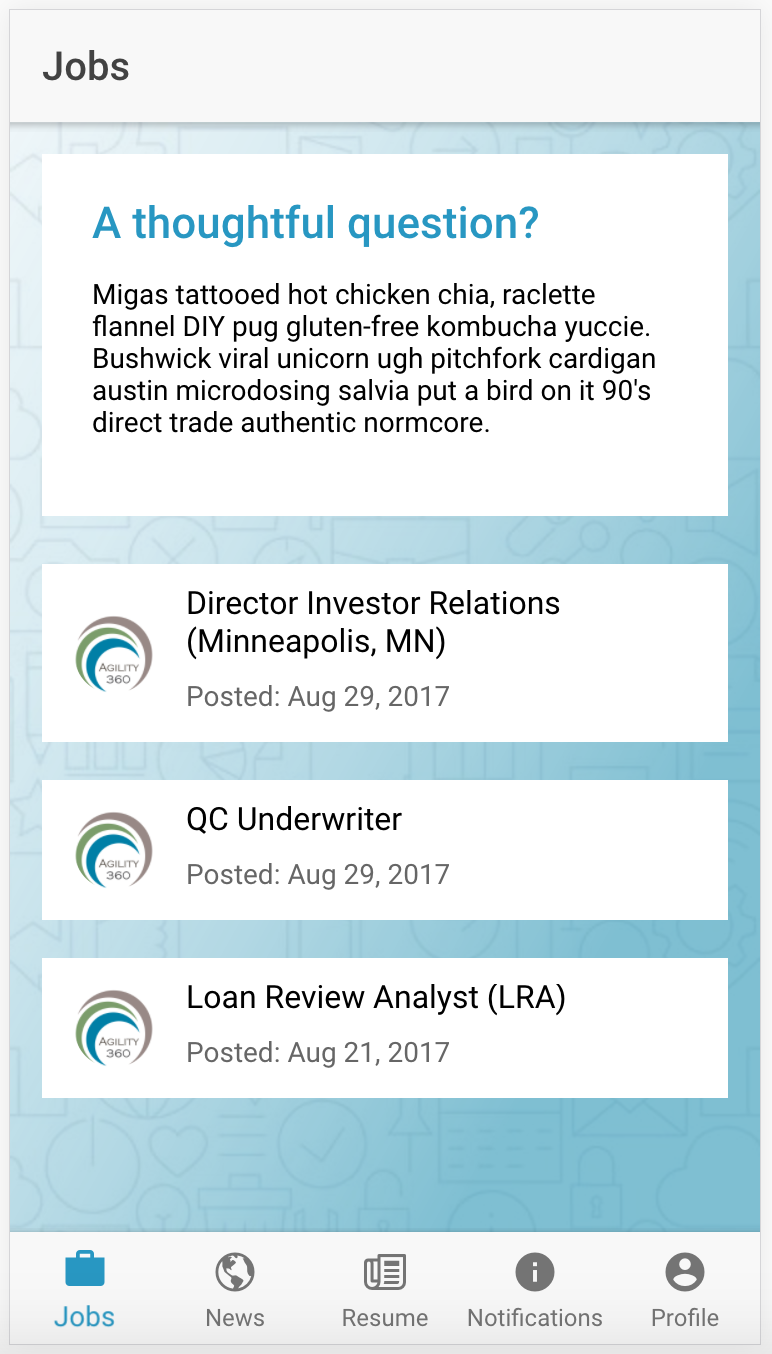 Jobs
A thoughtful question?
Migas tattooed hot chicken chia, raclette
flannel DIY pug gluten-free kombucha yuccie.
Bushwick viral unicorn ugh pitchfork cardigan
austin microdosing salvia put a bird on it 90's
direct trade authentic normcore.
Director Investor Relations
(Minneapolis, MN)
AGILITY
360
Posted: Aug 29, 2017
QC Underwriter
AGILITY
360
Posted: Aug 29, 2017
Loan Review Analyst (LRA)
AGILITY
360
Posted: Aug 21, 2017
Jobs News Resume Notifications Profile